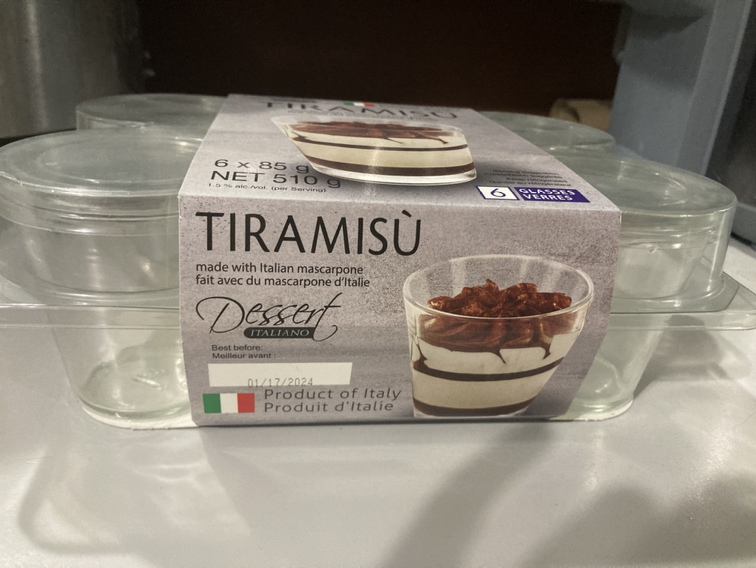 TIRAMISÙ
6 x 85 g
NET 510 g
1.5 % alc./vol. (per Serving)
6 GLASSES
VERRES
TIRAMISÙ
made with Italian mascarpone
fait avec du mascarpone d'Italie
Dessert
ITALIANO
Best before:
Meilleur avant
01/17/2024
Product of Italy
Produit d'Italie